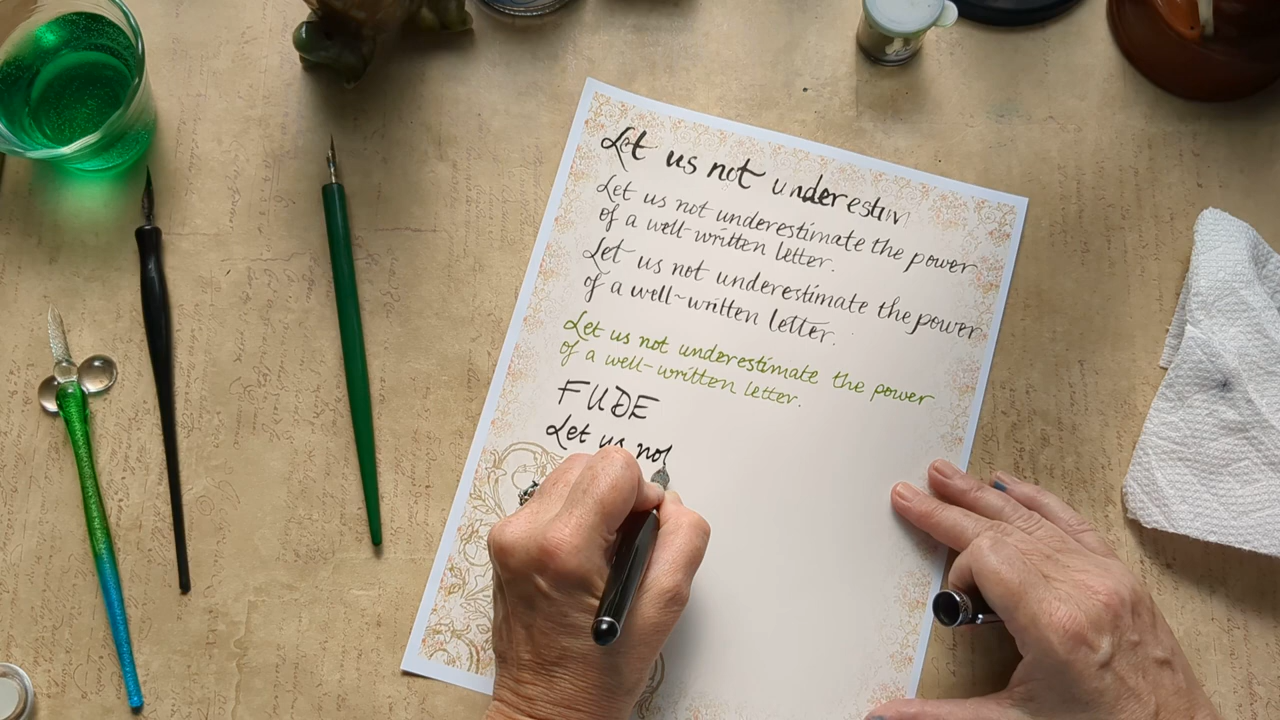 Let us not underestim
Let us not underestimate the power
of a well-written letter.
Let us not underestimate the power
of a well-written letter.
Let us not underestimate the power
of a well-written letter.
FUDE
Let us not